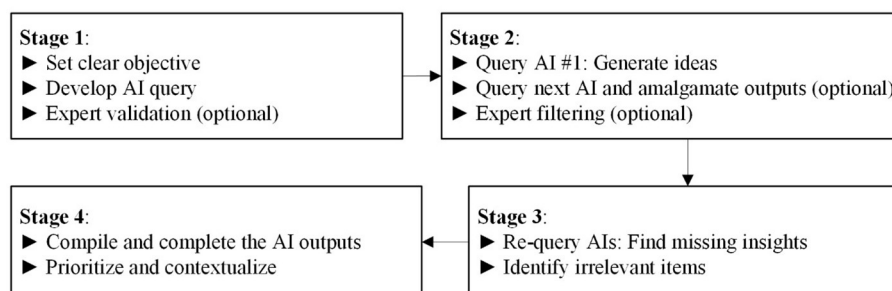 Stage 1:
► Set clear objective
► Develop AI query
► Expert validation (optional)
Stage 2:
► Query AI #1: Generate ideas
► Query next AI and amalgamate outputs (optional)
► Expert filtering (optional)
Stage 3:
► Re-query AIs: Find missing insights
► Identify irrelevant items
Stage 4:
► Compile and complete the AI outputs
► Prioritize and contextualize